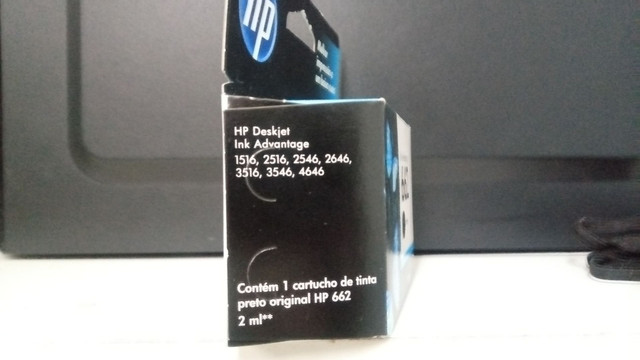 hp
HP Deskjet
Ink Advantage
1516, 2516, 2546, 2646,
3516, 3546, 4646
Contém 1 cartucho de tinta
preto original HP 662
2 ml**